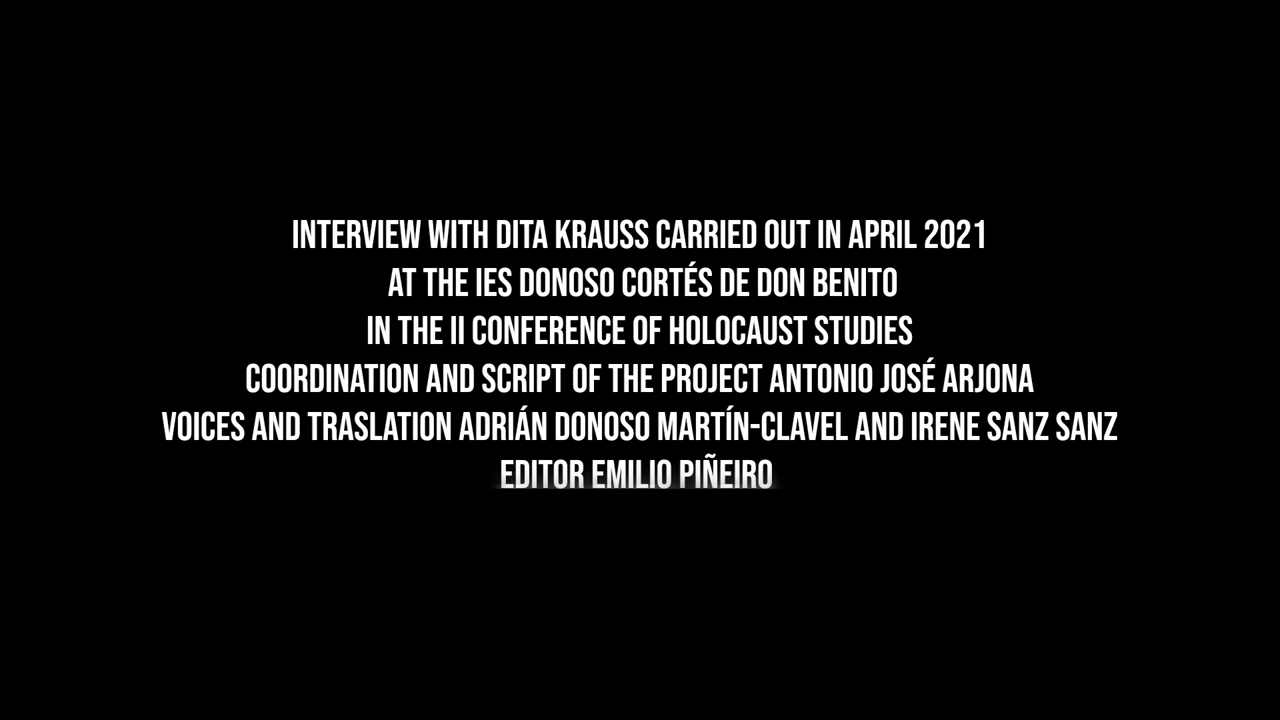 INTERVIEW WITH DITA KRAUSS CARRIED OUT IN APRIL 2021
AT THE IES DONOSO CORTÉS DE DON BENITO
IN THE II CONFERENCE OF HOLOCAUST STUDIES
COORDINATION AND SCRIPT OF THE PROJECT ANTONIO JOSÉ ARJONA
VOICES AND TRASLATION ADRIÁN DONOSO MARTÍN-CLAVEL AND IRENE SANZ SANZ
EDITOR EMILIO PIÑEIRO